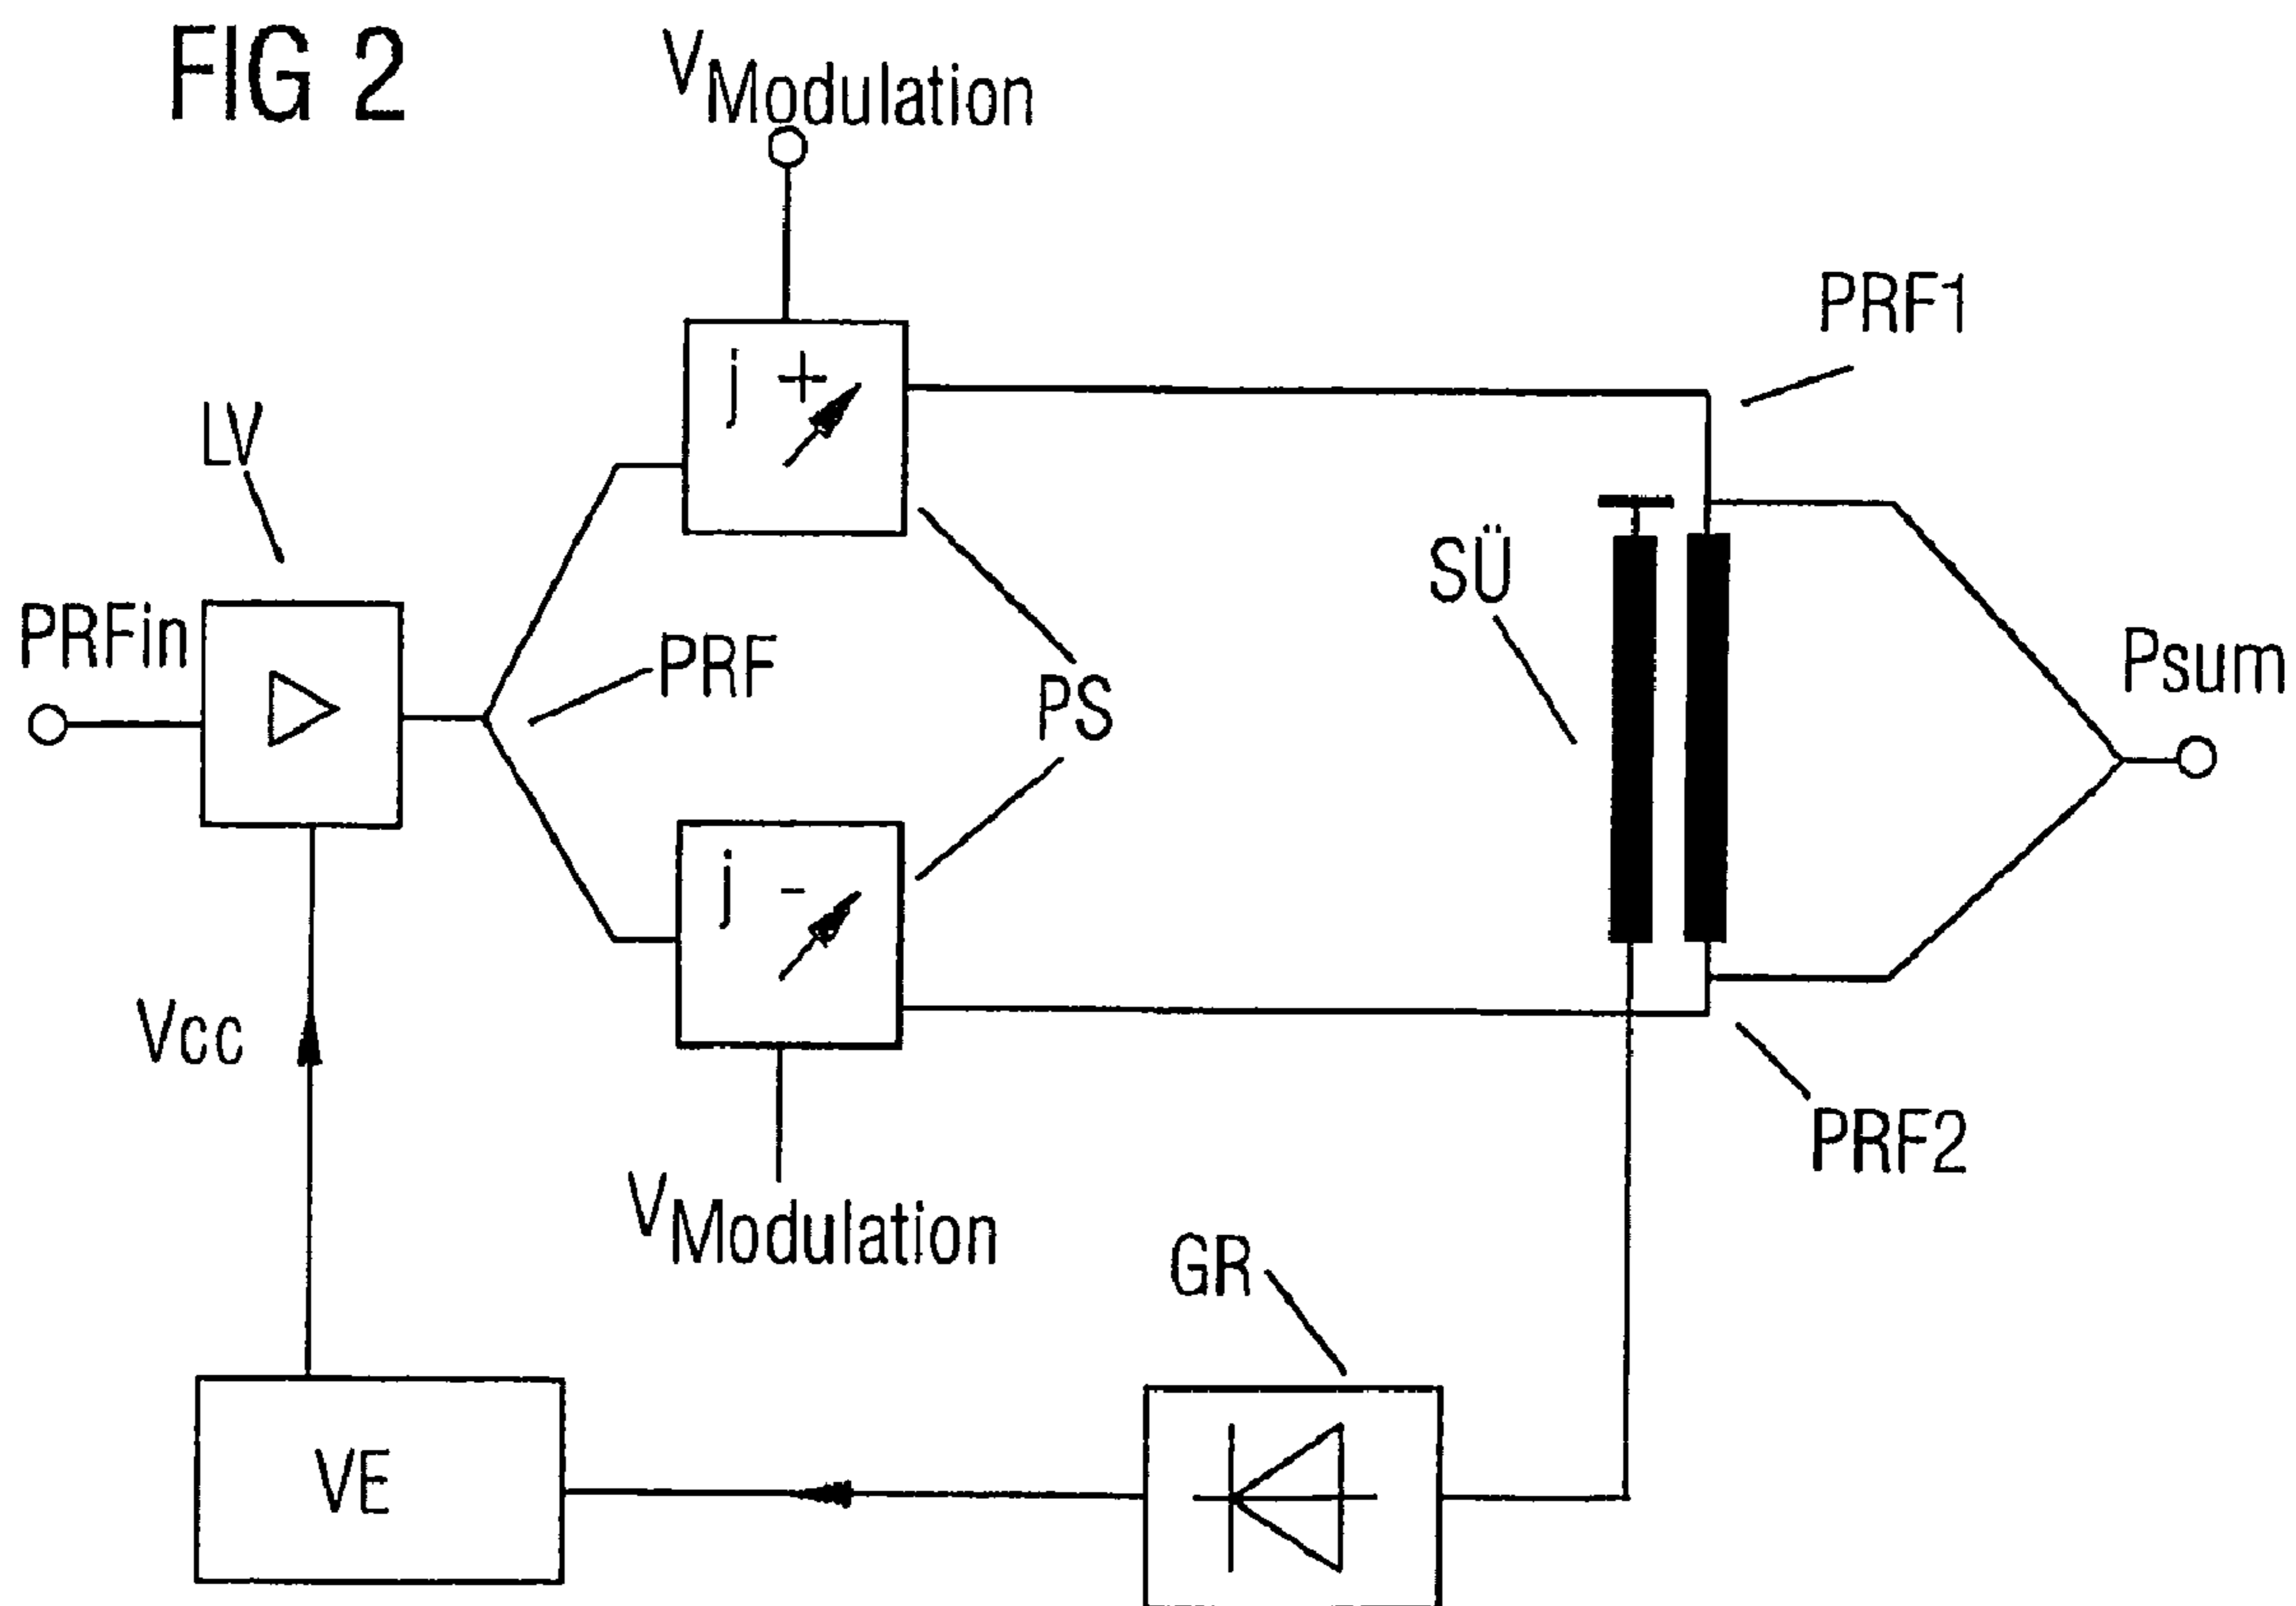 FIG 2
VModulation
PRF1
LV
j +
SÜ
PRFin
PRF
Psum
PS
j -
Vcc
PRF2
VModulation
GR
VE